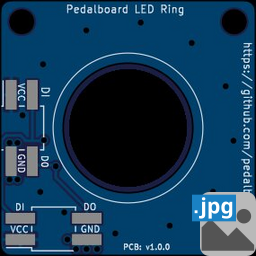 Pedalboard LED Ring
https://github.com/pedalb
VCC DI
GND DO
DI DO
VCC GND
PCB: v1.0.0
.jpg